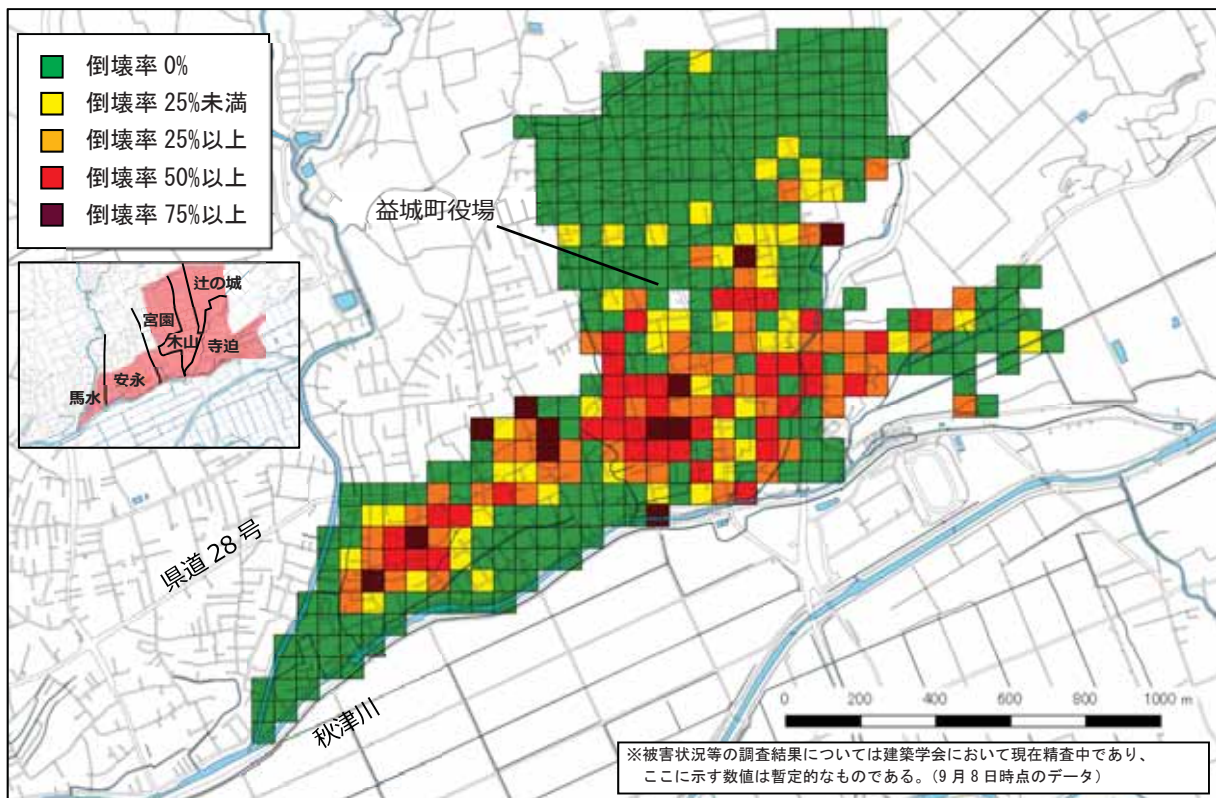 倒壊率 0%
倒壊率 25%未満
倒壊率 25%以上
倒壊率 50%以上
倒壊率 75%以上
益城町役場
辻の城
宮園
木山
寺迫
安永
馬水
県道 28 号
秋津川
0 200 400 600 800 1000 m
※被害状況等の調査結果については建築学会において現在精査中であり、
ここに示す数値は暫定的なものである。(9 月 8 日時点のデータ)